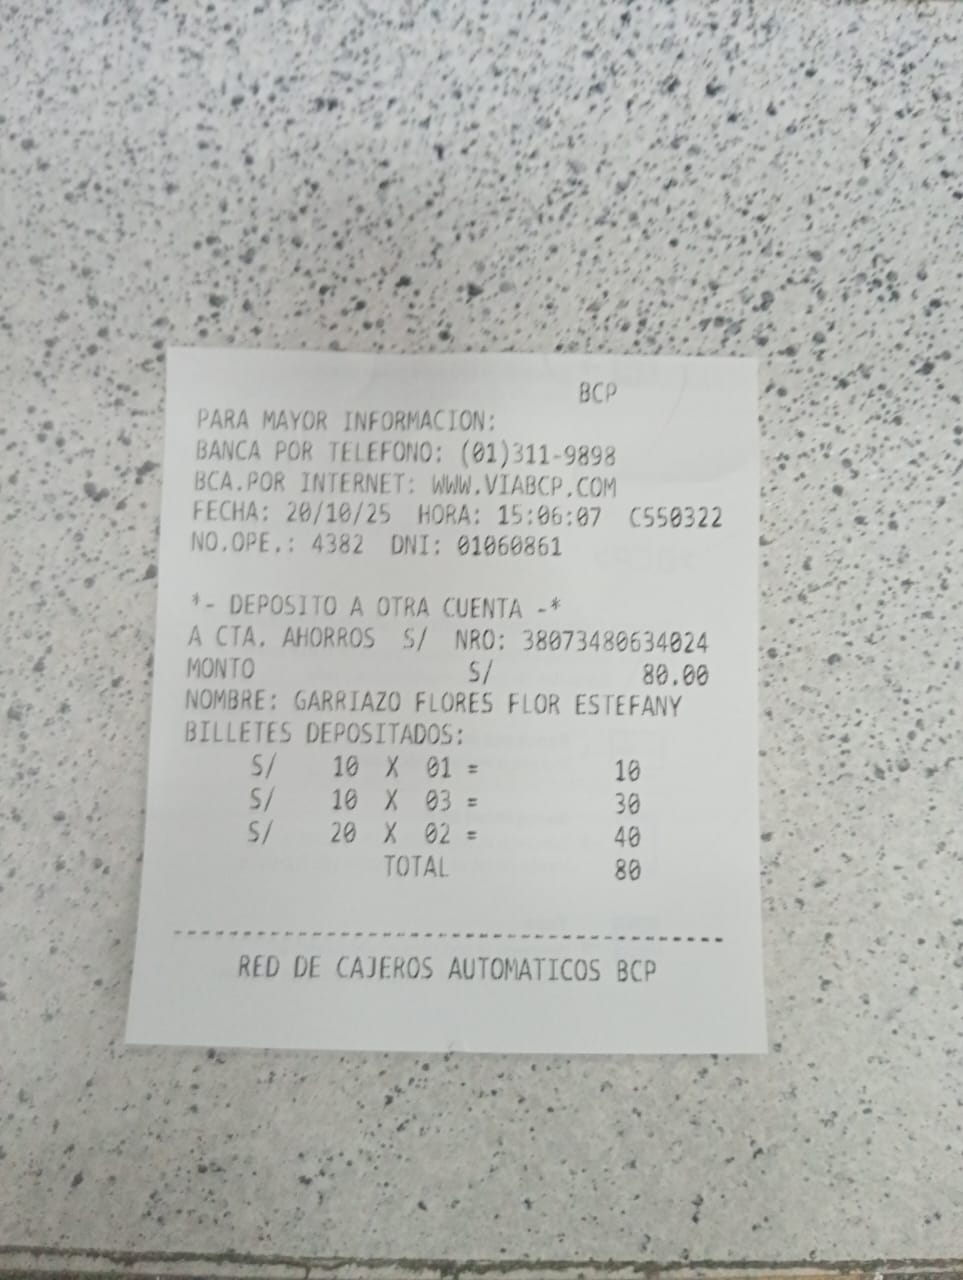 BCP
PARA MAYOR INFORMACION:
BANCA POR TELEFONO: (01)311-9898
BCA.POR INTERNET: WWW.VIABCP.COM
FECHA: 20/10/25 HORA: 15:06:07 C550322
NO.OPE.: 4382 DNI: 01060861
*- DEPOSITO A OTRA CUENTA -*
A CTA. AHORROS S/ NRO: 38073480634024
MONTO S/ 80.00
NOMBRE: GARRIAZO FLORES FLOR ESTEFANY
BILLETES DEPOSITADOS:
S/ 10 X 01 = 10
S/ 10 X 03 = 30
S/ 20 X 02 = 40
TOTAL 80
--------------------------------------------------
RED DE CAJEROS AUTOMATICOS BCP